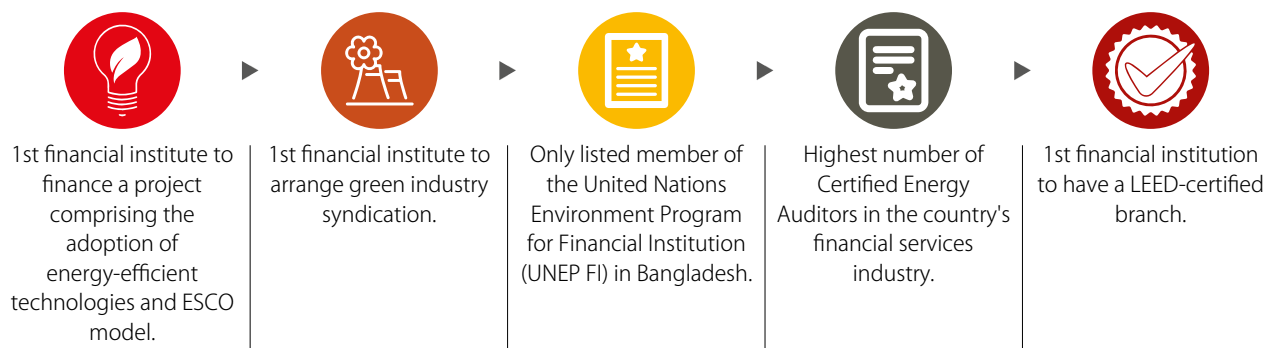 1st financial institute to
finance a project
comprising the
adoption of
energy-efficient
technologies and ESCO
model.
1st financial institute to
arrange green industry
syndication.
Only listed member of
the United Nations
Environment Program
for Financial Institution
(UNEP FI) in Bangladesh.
Highest number of
Certified Energy
Auditors in the country's
financial services
industry.
1st financial institution
to have a LEED-certified
branch.